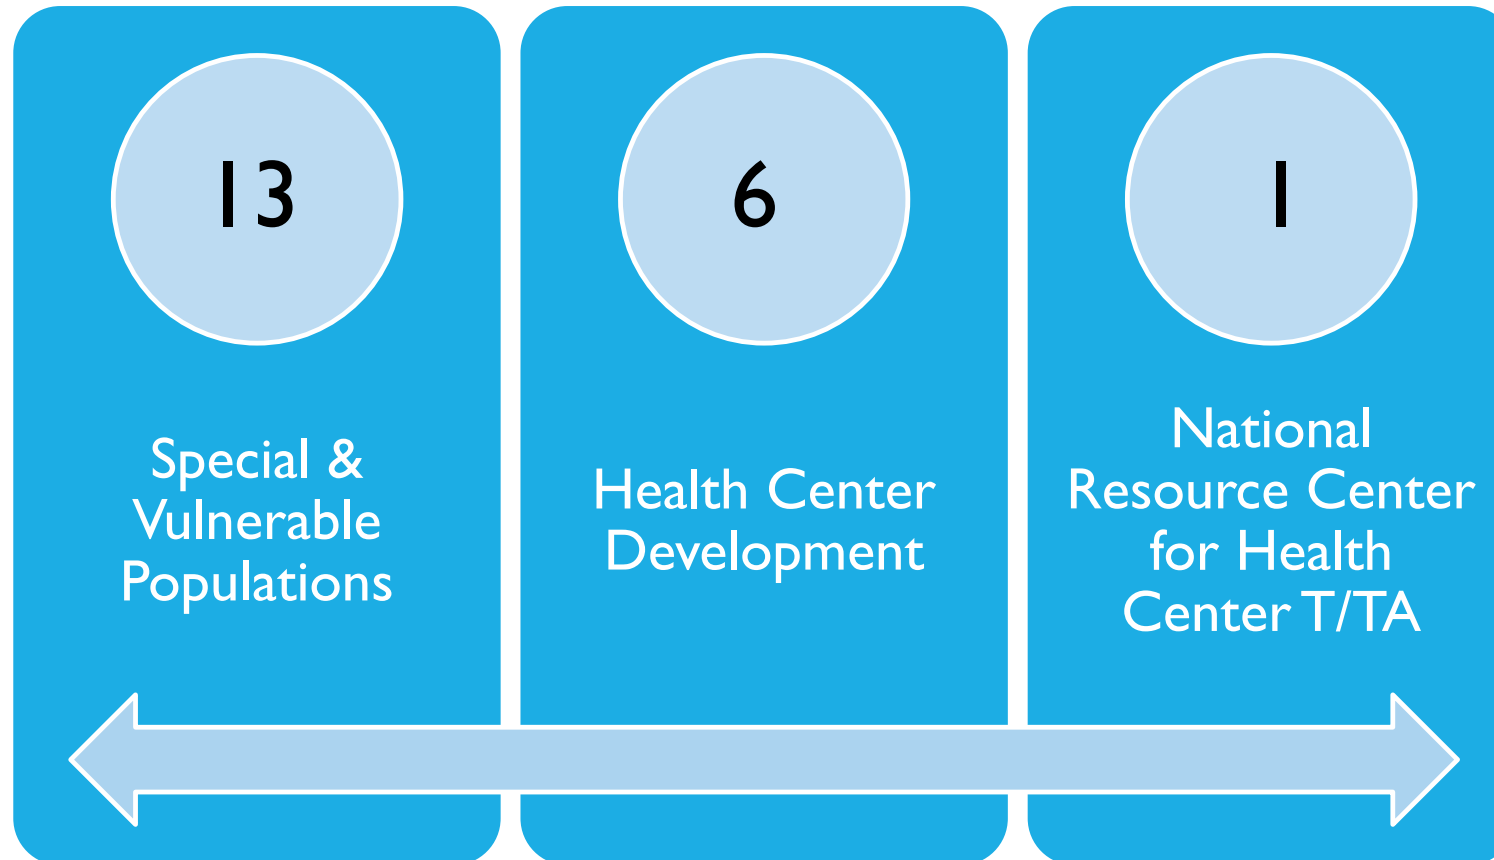 13
Special &
Vulnerable
Populations
6
Health Center
Development
1
National
Resource Center
for Health
Center T/TA